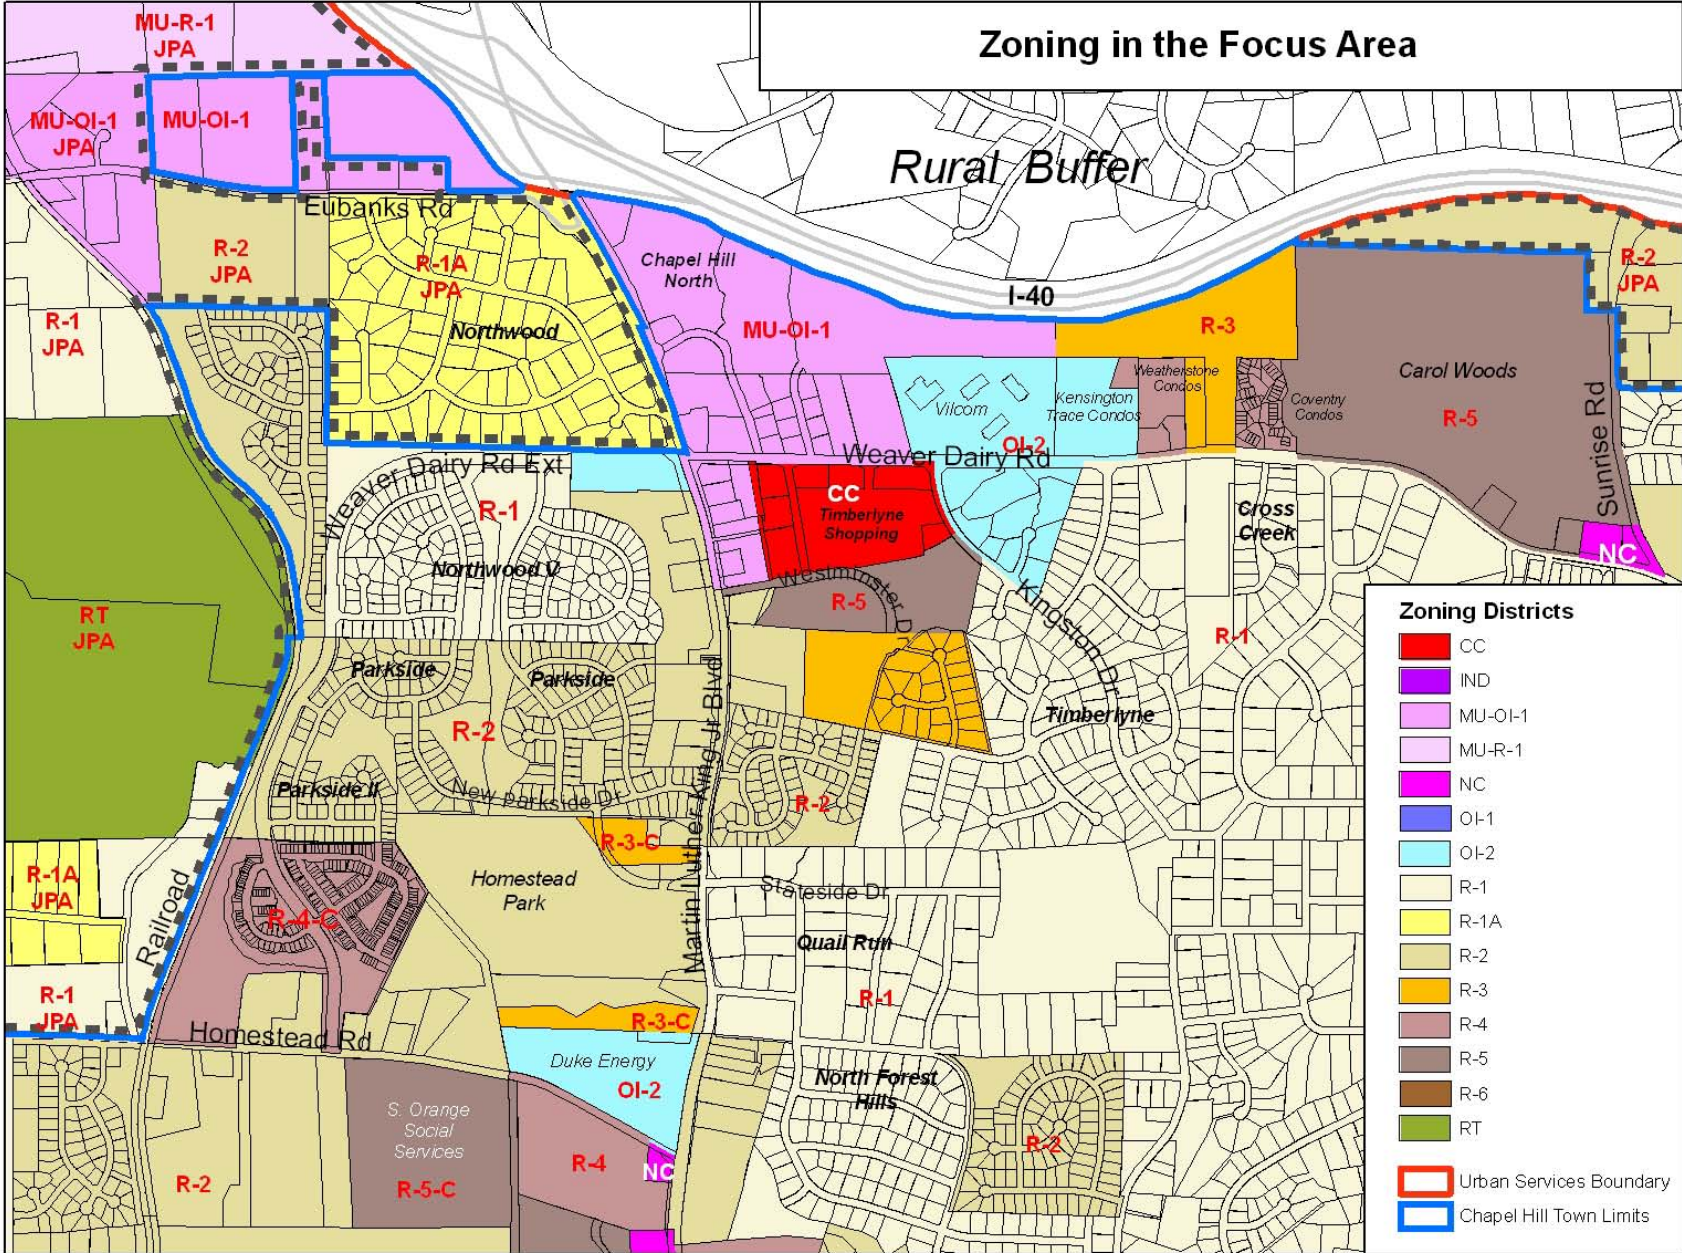 Zoning in the Focus Area
MU-R-1
JPA
MU-OI-1
JPA
MU-OI-1
Rural Buffer
Eubanks Rd
R-2
JPA
R-1A
JPA
Northwood
Chapel Hill
North
I-40
MU-OI-1
R-3
R-2
JPA
R-1
JPA
Weatherstone
Condos
Carol Woods
R-5
Sunrise Rd
Vilcom
Kensington
Trace Condos
Coventry
Condos
OI-2
Weaver Dairy Rd
Weaver Dairy Rd Ext
R-1
CC
Timberlyne
Shopping
Cross
Creek
NC
Northwood V
Westminster Dr
R-5
Kingston Dr
RT
JPA
R-1
Parkside
Parkside
R-2
Timberlyne
Martin Luther King Jr Blvd
Parkside II
New parkside Dr
R-2
R-3-C
R-1A
JPA
Homestead
Park
Stateside Dr
R-4-C
Railroad
Quail Run
R-1
JPA
R-1
R-3-C
Homestead Rd
Duke Energy
OI-2
North Forest
Hills
S. Orange
Social
Services
R-5-C
R-2
R-4
NC
R-2
Zoning Districts
CC
IND
MU-OI-1
MU-R-1
NC
OI-1
OI-2
R-1
R-1A
R-2
R-3
R-4
R-5
R-6
RT
Urban Services Boundary
Chapel Hill Town Limits